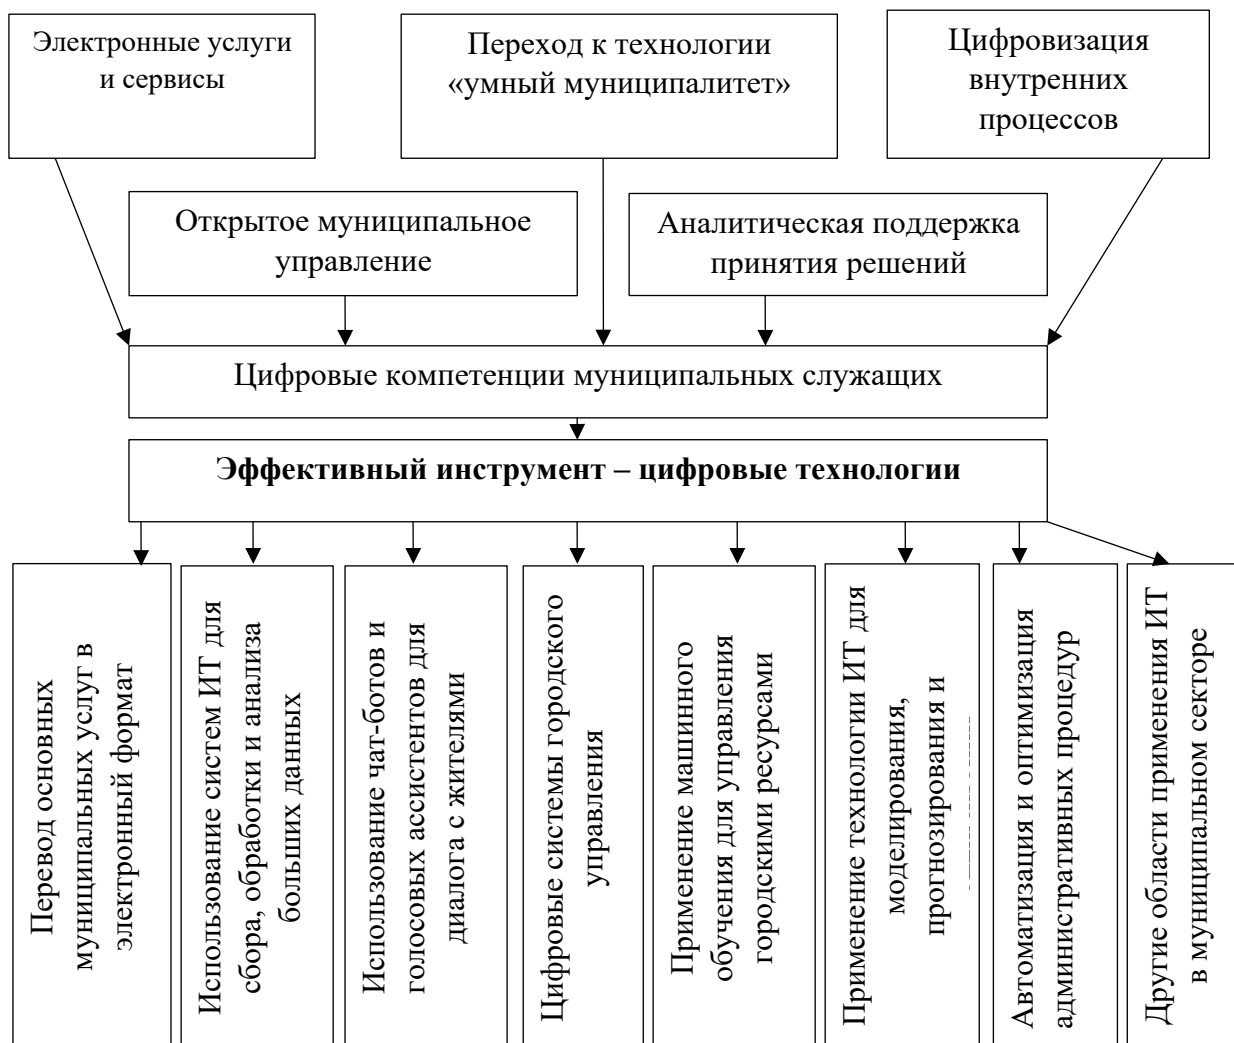 Электронные услуги
и сервисы
Переход к технологии
«умный муниципалитет»
Цифровизация
внутренних
процессов
Открытое муниципальное
управление
Аналитическая поддержка
принятия решений
Цифровые компетенции муниципальных служащих
Эффективный инструмент – цифровые технологии
Перевод основных
муниципальных услуг в
электронный формат
Использование систем ИТ для
сбора, обработки и анализа
больших данных
Использование чат-ботов и
голосовых ассистентов для
диалога с жителями
Цифровые системы городского
управления
Применение машинного
обучения для управления
городскими ресурсами
Применение технологии ИТ для
моделирования,
прогнозирования и
Автоматизация и оптимизация
административных процедур
Другие области применения ИТ
в муниципальном секторе